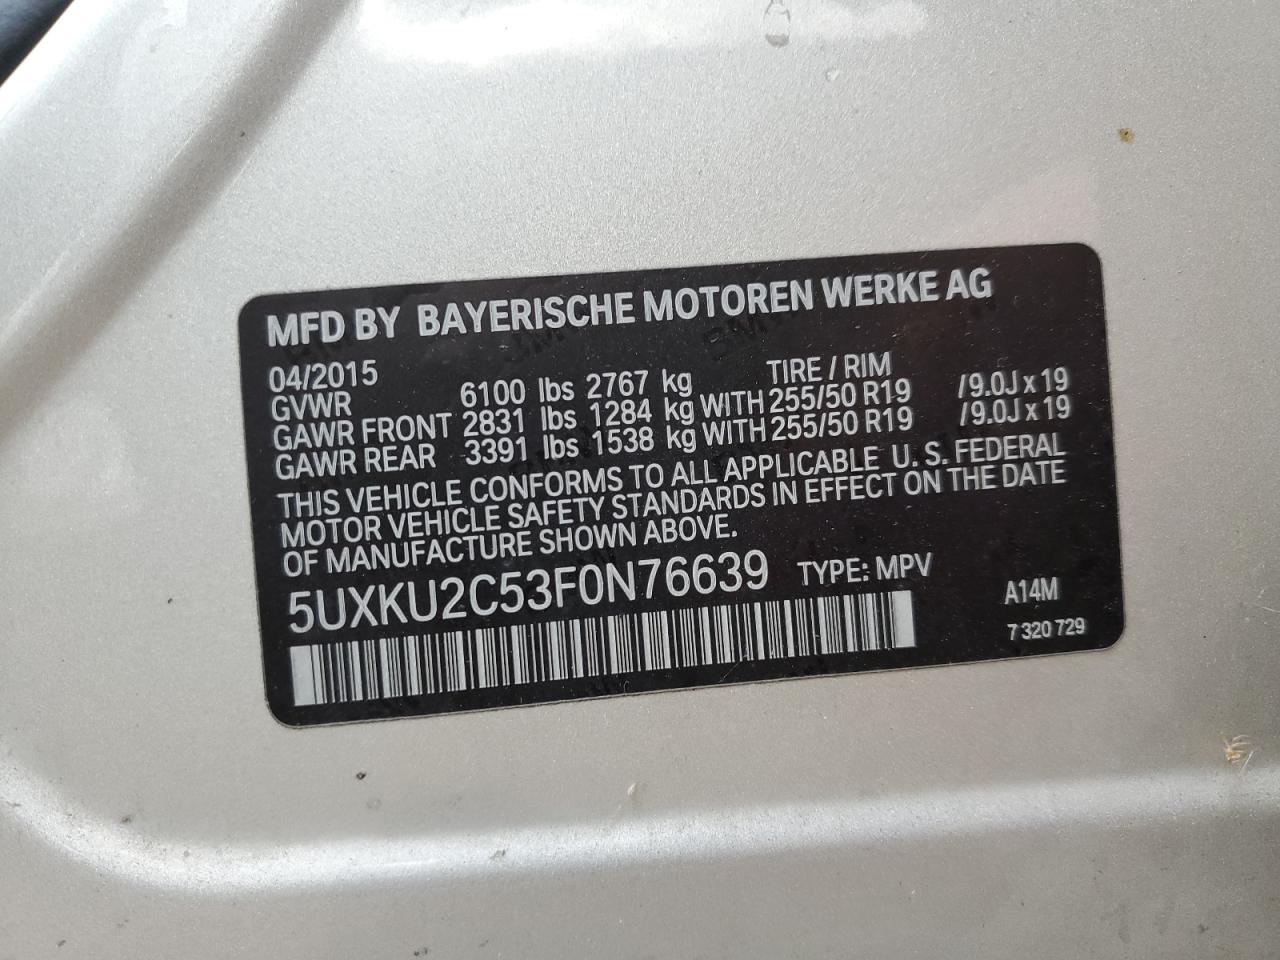 MFD BY BAYERISCHE MOTOREN WERKE AG
04/2015 TIRE / RIM
GVWR 6100 lbs 2767 kg
GAWR FRONT 2831 lbs 1284 kg WITH 255/50 R19 /9.0J x 19
GAWR REAR 3391 lbs 1538 kg WITH 255/50 R19 /9.0J x 19
THIS VEHICLE CONFORMS TO ALL APPLICABLE U. S. FEDERAL
MOTOR VEHICLE SAFETY STANDARDS IN EFFECT ON THE DATE
OF MANUFACTURE SHOWN ABOVE.
5UXKU2C53F0N76639 TYPE: MPV
A14M
7 320 729